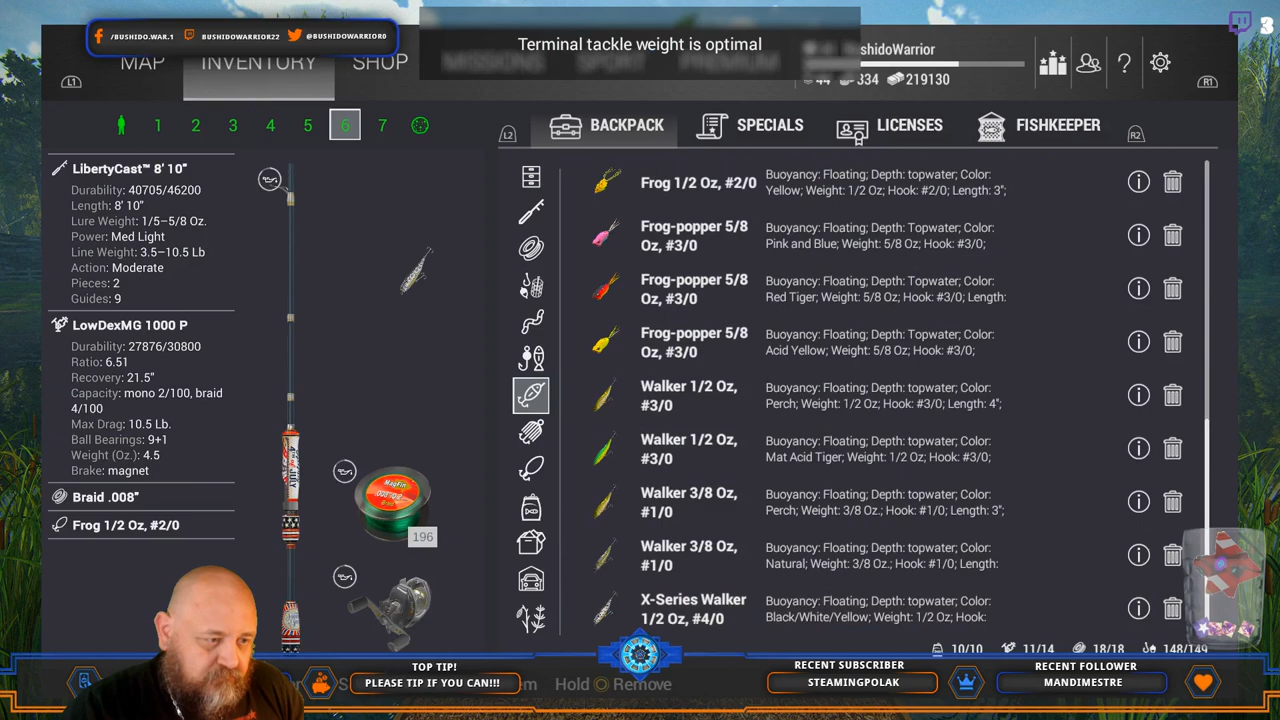 /BUSHIDO.WAR.1 BUSHIDOWARRIOR22 @BUSHIDOWARRIOR0
Terminal tackle weight is optimal
3
MAP INVENTORY SHOP MISSIONS SPORT PREMIUM
shidoWarrior
44 334 219130
L1 R1
1 2 3 4 5 6 7
L2 BACKPACK SPECIALS LICENSES FISHKEEPER R2
LibertyCast™ 8' 10"
Durability: 40705/46200
Length: 8' 10"
Lure Weight: 1/5–5/8 Oz.
Power: Med Light
Line Weight: 3.5–10.5 Lb
Action: Moderate
Pieces: 2
Guides: 9
LowDexMG 1000 P
Durability: 27876/30800
Ratio: 6.51
Recovery: 21.5"
Capacity: mono 2/100, braid
4/100
Max Drag: 10.5 Lb.
Ball Bearings: 9+1
Weight (Oz.): 4.5
Brake: magnet
Braid .008"
Frog 1/2 Oz, #2/0
MagFin
196
Frog 1/2 Oz, #2/0
Buoyancy: Floating; Depth: topwater; Color:
Yellow; Weight: 1/2 Oz; Hook: #2/0; Length: 3";
Frog-popper 5/8
Oz, #3/0
Buoyancy: Floating; Depth: Topwater; Color:
Pink and Blue; Weight: 5/8 Oz; Hook: #3/0;
Frog-popper 5/8
Oz, #3/0
Buoyancy: Floating; Depth: Topwater; Color:
Red Tiger; Weight: 5/8 Oz; Hook: #3/0; Length:
Frog-popper 5/8
Oz, #3/0
Buoyancy: Floating; Depth: Topwater; Color:
Acid Yellow; Weight: 5/8 Oz; Hook: #3/0;
Walker 1/2 Oz,
#3/0
Buoyancy: Floating; Depth: topwater; Color:
Perch; Weight: 1/2 Oz; Hook: #3/0; Length: 4";
Walker 1/2 Oz,
#3/0
Buoyancy: Floating; Depth: topwater; Color:
Mat Acid Tiger; Weight: 1/2 Oz; Hook: #3/0;
Walker 3/8 Oz,
#1/0
Buoyancy: Floating; Depth: topwater; Color:
Perch; Weight: 3/8 Oz.; Hook: #1/0; Length: 3";
Walker 3/8 Oz,
#1/0
Buoyancy: Floating; Depth: topwater; Color:
Natural; Weight: 3/8 Oz.; Hook: #1/0; Length:
X-Series Walker
1/2 Oz, #4/0
Buoyancy: Floating; Depth: topwater; Color:
Black/White/Yellow; Weight: 1/2 Oz; Hook:
10/10 11/14 18/18 148/149
Hold Remove
TOP TIP!
PLEASE TIP IF YOU CAN!!!
RECENT SUBSCRIBER
STEAMINGPOLAK
RECENT FOLLOWER
MANDIMESTRE